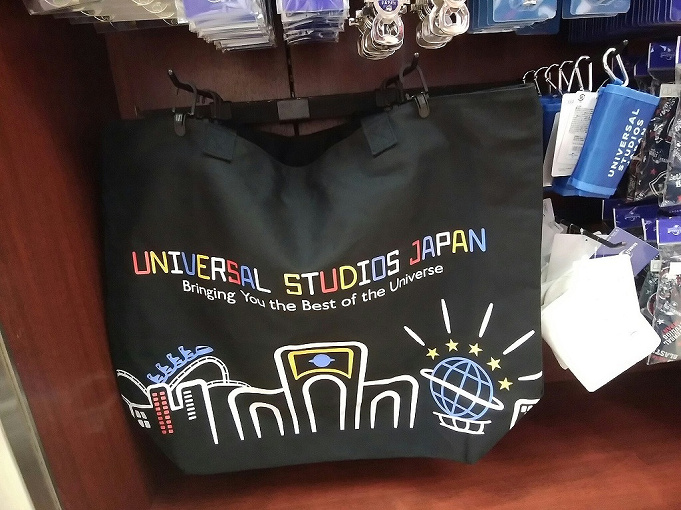 UNIVERSAL STUDIOS JAPAN
Bringing You the Best of the Universe
UNIVERSAL
STUDIOS